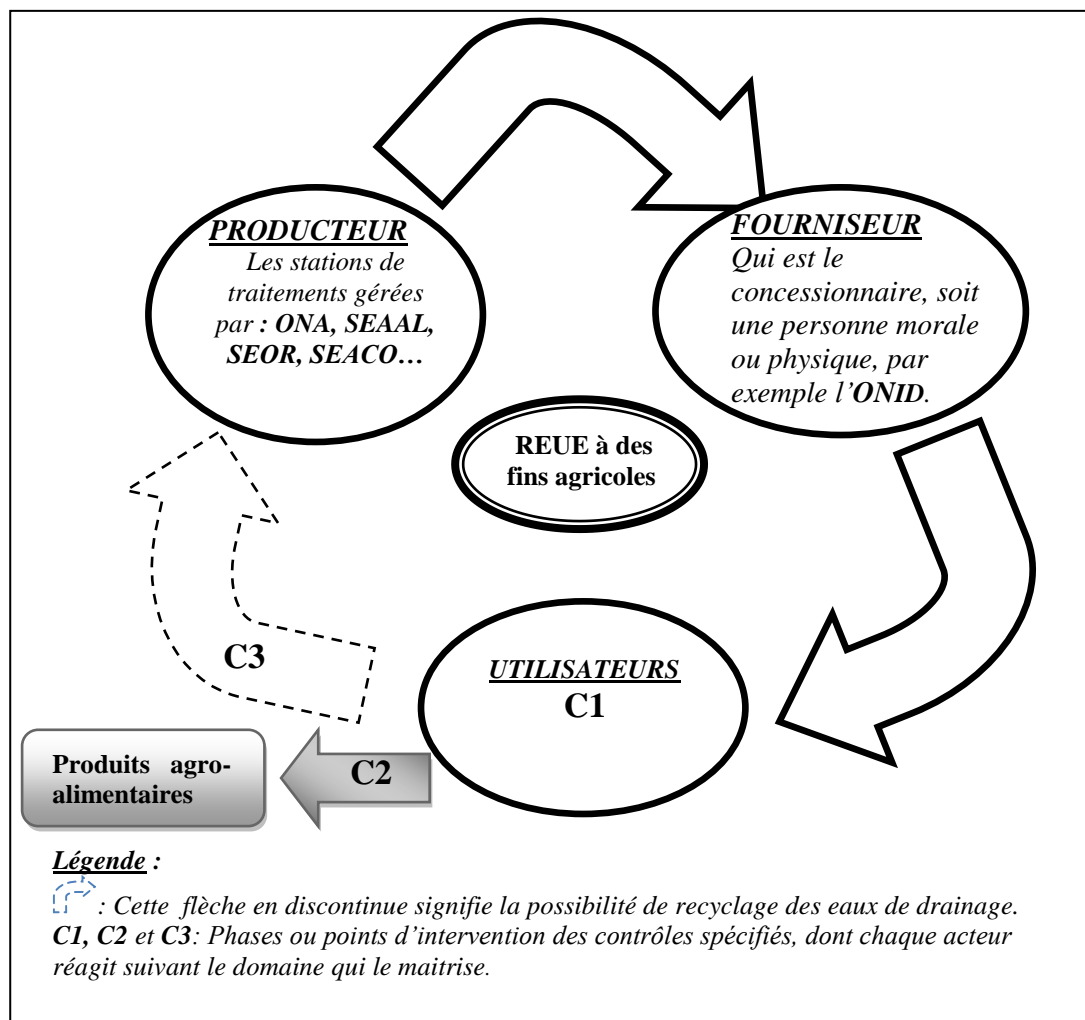 PRODUCTEUR
Les stations de
traitements gérées
par : ONA, SEAAL,
SEOR, SEACO…
FOURNISEUR
Qui est le
concessionnaire, soit
une personne morale
ou physique, par
exemple l'ONID.
REUE à des
fins agricoles
C3
UTILISATEURS
C1
Produits agro-
alimentaires
C2
Légende :
: Cette flèche en discontinue signifie la possibilité de recyclage des eaux de drainage.
C1, C2 et C3: Phases ou points d'intervention des contrôles spécifiés, dont chaque acteur
réagit suivant le domaine qui le maitrise.